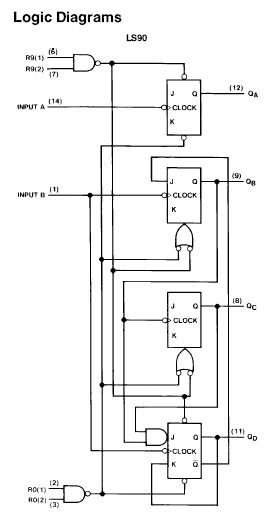 Logic Diagrams
LS90
R9(1) (6)
R9(2) (7)
J Q (12) QA
INPUT A (14) CLOCK
K
J Q (9) QB
INPUT B (1) CLOCK
K
J Q (8) QC
CLOCK
K
J Q (11) QD
CLOCK
K Q
R0(1) (2)
R0(2) (3)